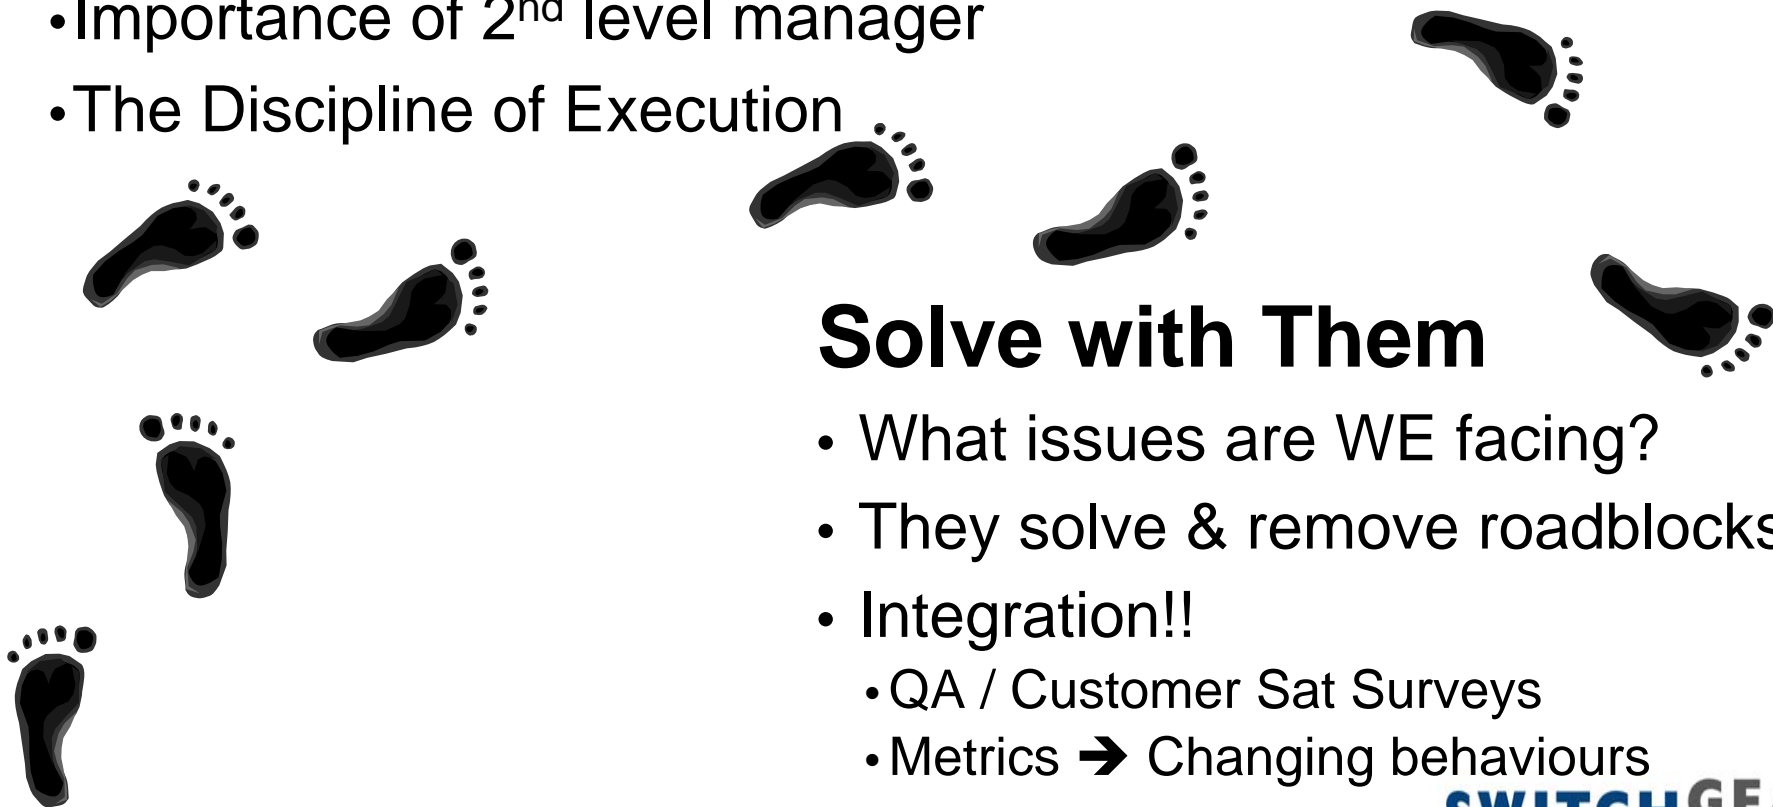 •Importance of 2nd level manager
•The Discipline of Execution
Solve with Them
• What issues are WE facing?
• They solve & remove roadblocks
• Integration!!
•QA / Customer Sat Surveys
•Metrics ➔ Changing behaviours